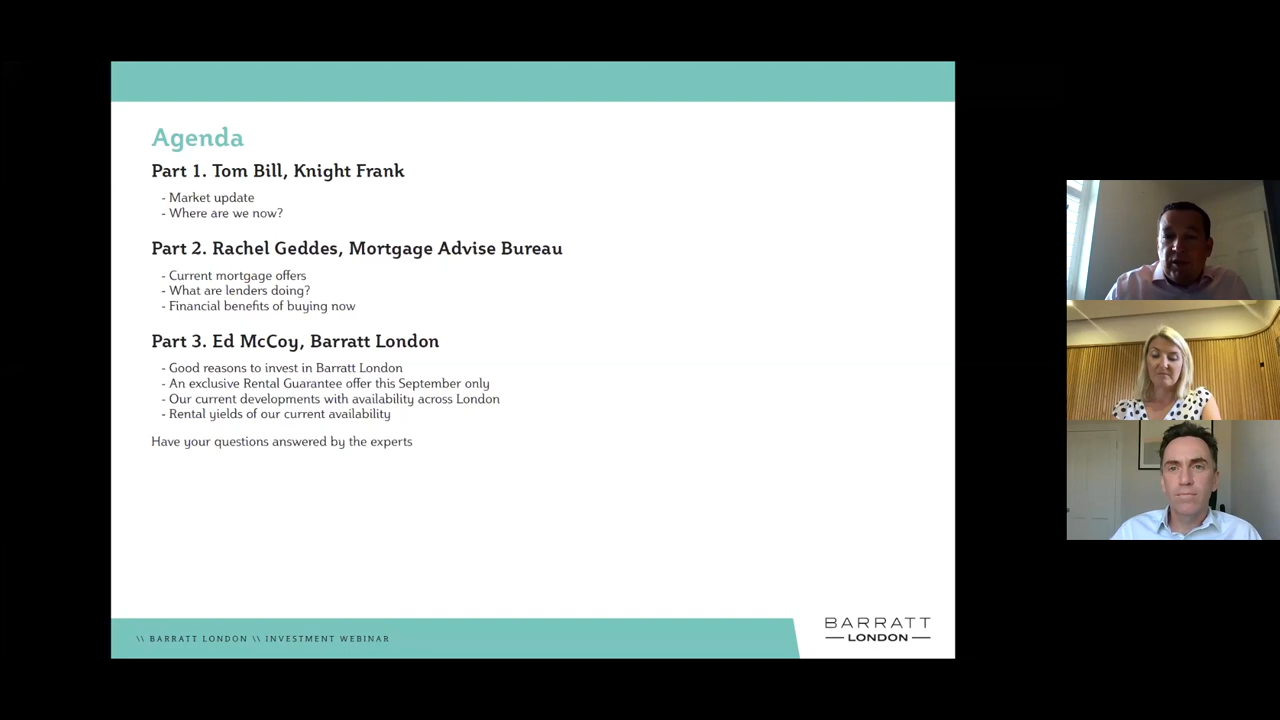 Agenda
Part 1. Tom Bill, Knight Frank
- Market update
- Where are we now?
Part 2. Rachel Geddes, Mortgage Advise Bureau
- Current mortgage offers
- What are lenders doing?
- Financial benefits of buying now
Part 3. Ed McCoy, Barratt London
- Good reasons to invest in Barratt London
- An exclusive Rental Guarantee offer this September only
- Our current developments with availability across London
- Rental yields of our current availability
Have your questions answered by the experts
\\ BARRATT LONDON \\ INVESTMENT WEBINAR
BARRATT
LONDON